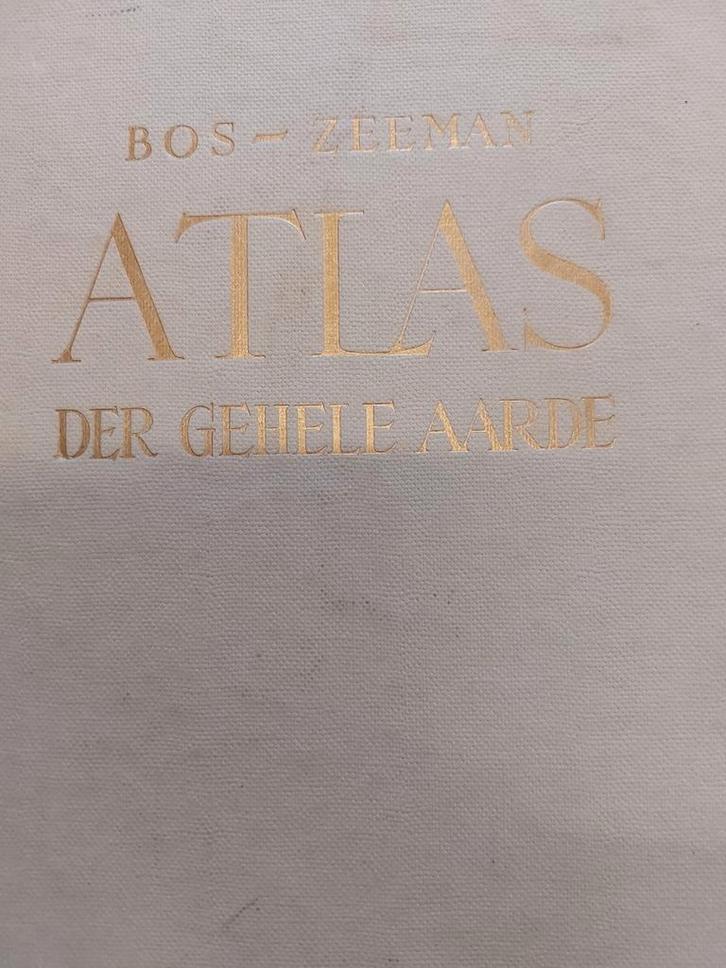 BOS – ZEEMAN
ATLAS
DER GEHELE AARDE